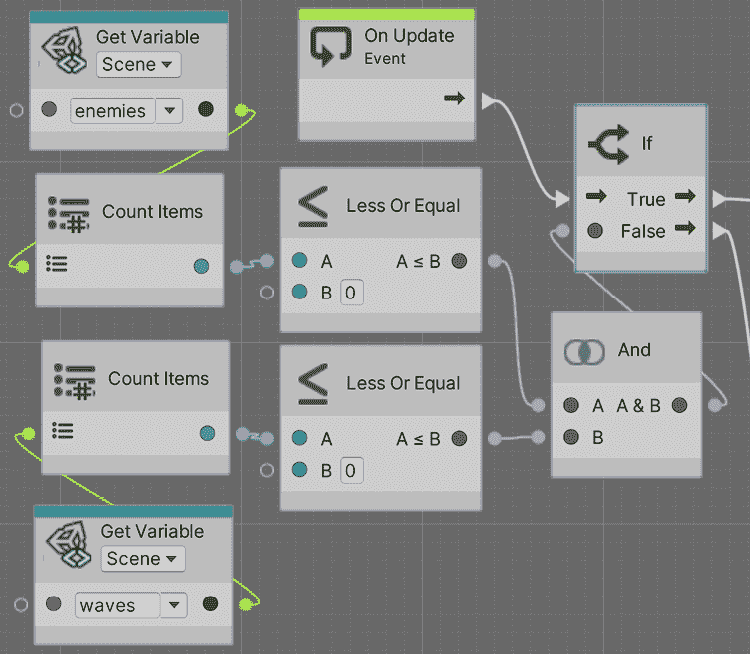 Get Variable
Scene
enemies
On Update
Event
If
True
False
Count Items
Less Or Equal
A A ≤ B
B 0
Count Items
Less Or Equal
A A ≤ B
B 0
And
A A & B
B
Get Variable
Scene
waves